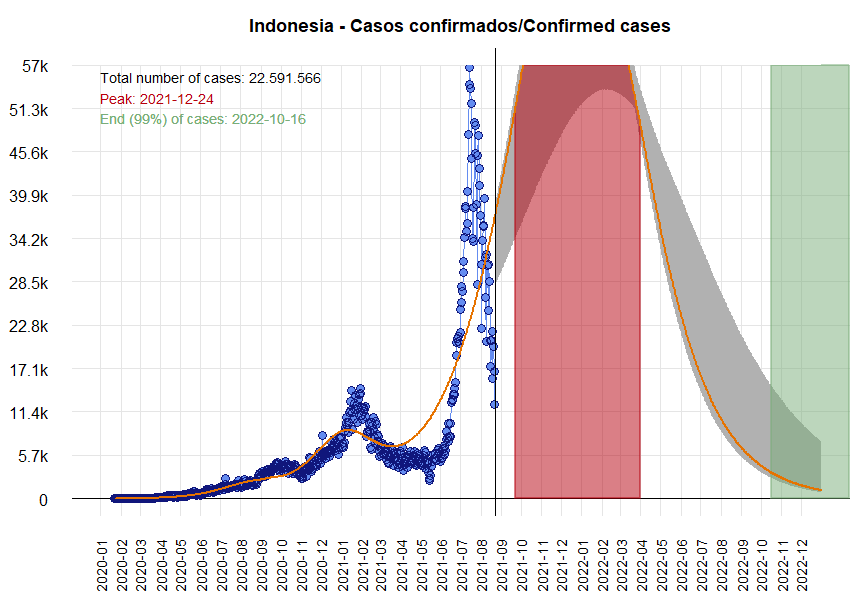 Indonesia - Casos confirmados/Confirmed cases
57k
Total number of cases: 22.591.566
Peak: 2021-12-24
End (99%) of cases: 2022-10-16
51.3k
45.6k
39.9k
34.2k
28.5k
22.8k
17.1k
11.4k
5.7k
0
2020-01
2020-02
2020-03
2020-04
2020-05
2020-06
2020-07
2020-08
2020-09
2020-10
2020-11
2020-12
2021-01
2021-02
2021-03
2021-04
2021-05
2021-06
2021-07
2021-08
2021-09
2021-10
2021-11
2021-12
2022-01
2022-02
2022-03
2022-04
2022-05
2022-06
2022-07
2022-08
2022-09
2022-10
2022-11
2022-12